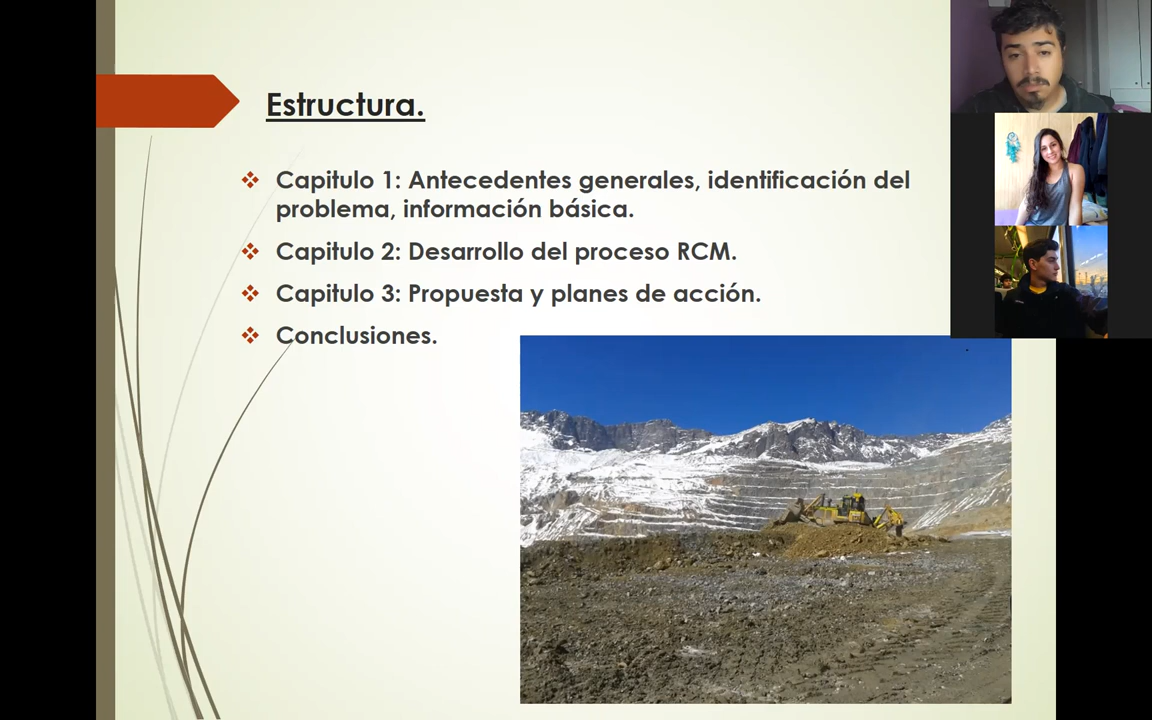 Estructura.
Capitulo 1: Antecedentes generales, identificación del
problema, información básica.
Capitulo 2: Desarrollo del proceso RCM.
Capitulo 3: Propuesta y planes de acción.
Conclusiones.